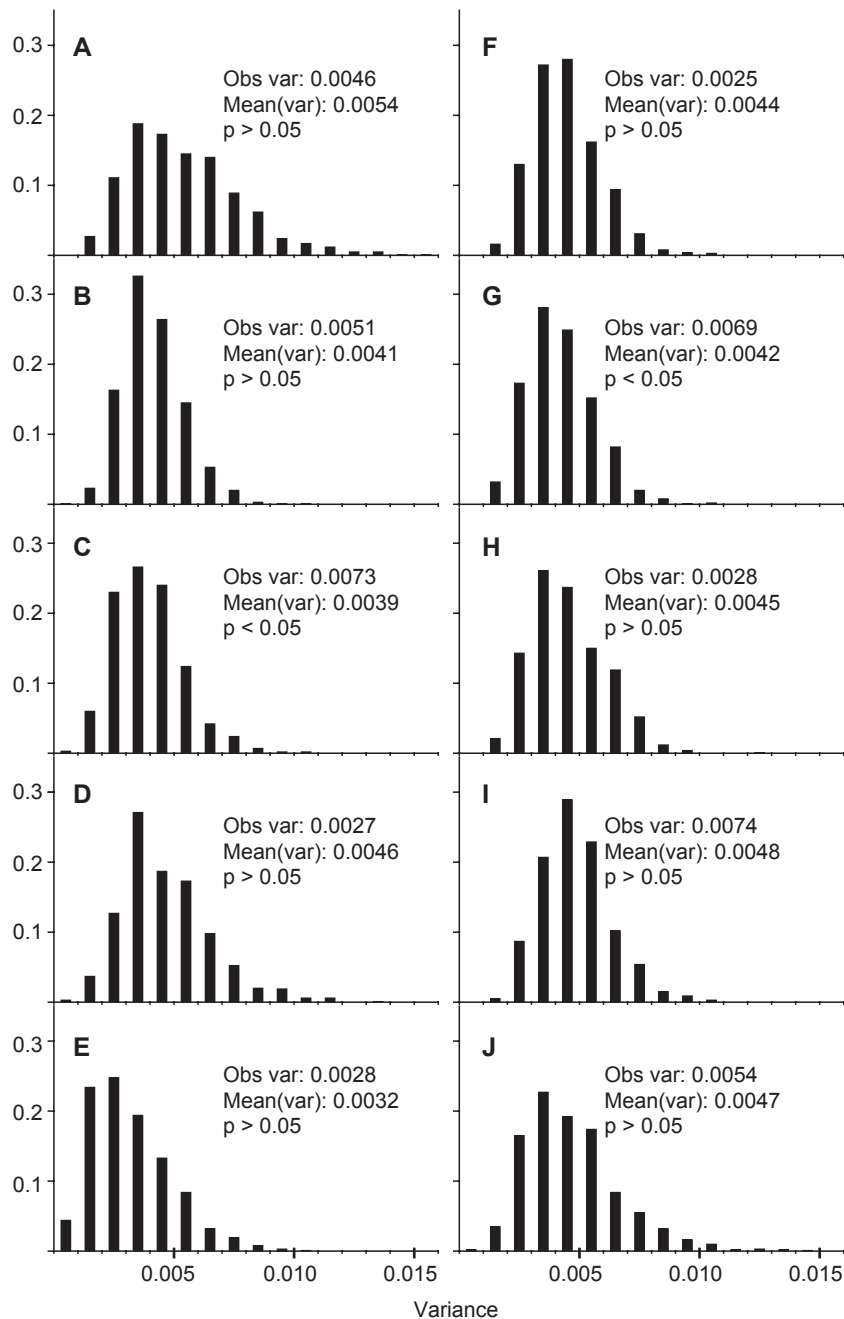 A
0.3
0.2
0.1
Obs var: 0.0046
Mean(var): 0.0054
p > 0.05
F
Obs var: 0.0025
Mean(var): 0.0044
p > 0.05
B
0.3
0.2
0.1
Obs var: 0.0051
Mean(var): 0.0041
p > 0.05
G
Obs var: 0.0069
Mean(var): 0.0042
p < 0.05
C
0.3
0.2
0.1
Obs var: 0.0073
Mean(var): 0.0039
p < 0.05
H
Obs var: 0.0028
Mean(var): 0.0045
p > 0.05
D
0.3
0.2
0.1
Obs var: 0.0027
Mean(var): 0.0046
p > 0.05
I
Obs var: 0.0074
Mean(var): 0.0048
p > 0.05
E
0.3
0.2
0.1
Obs var: 0.0028
Mean(var): 0.0032
p > 0.05
J
Obs var: 0.0054
Mean(var): 0.0047
p > 0.05
0.005 0.010 0.015 0.005 0.010 0.015
Variance